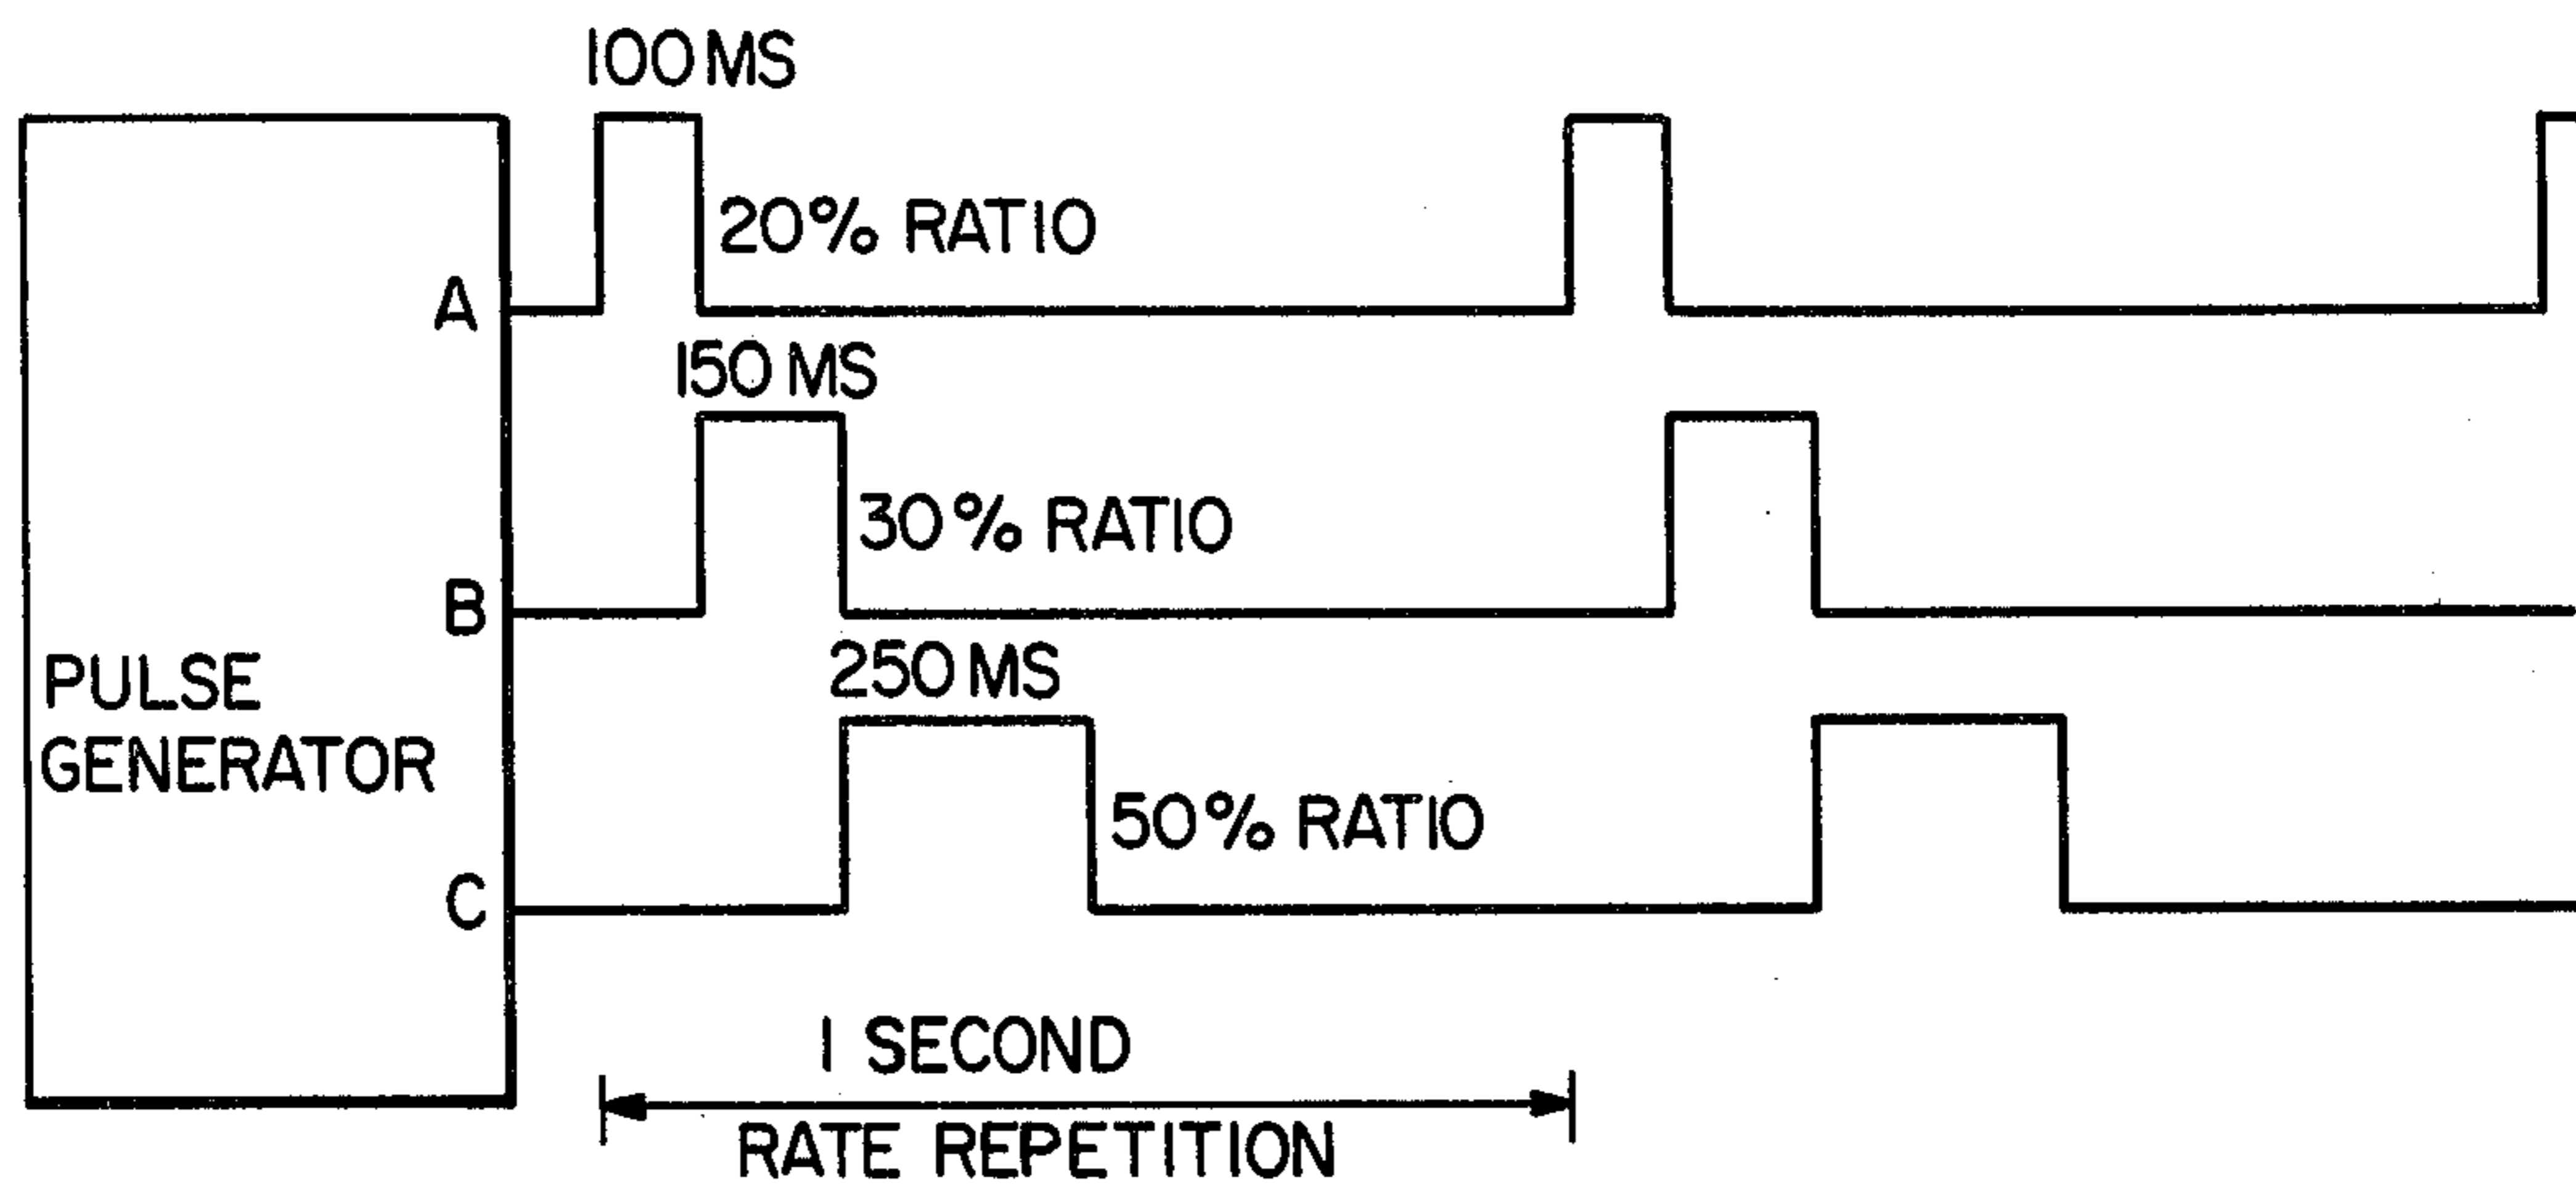 100 MS
20% RATIO
A
150 MS
30% RATIO
B
250 MS
PULSE
GENERATOR
50% RATIO
C
1 SECOND
RATE REPETITION